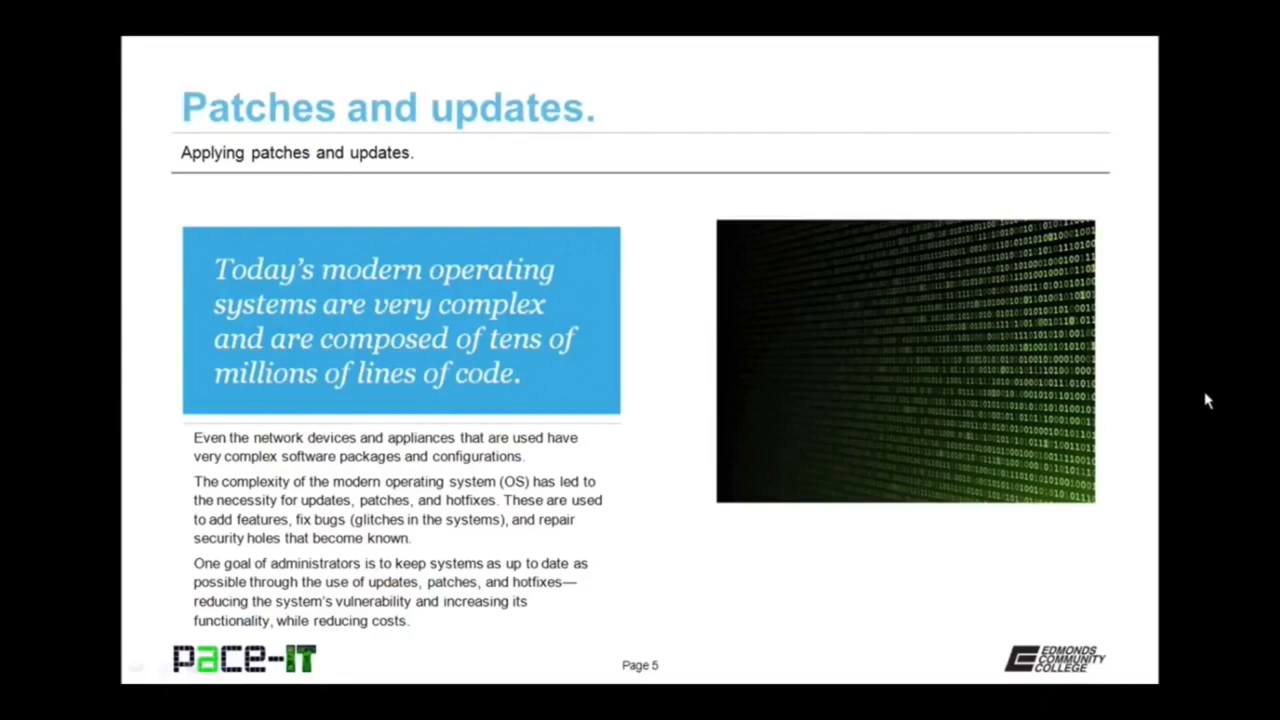 Patches and updates.
Applying patches and updates.
Today's modern operating
systems are very complex
and are composed of tens of
millions of lines of code.
Even the network devices and appliances that are used have
very complex software packages and configurations.
The complexity of the modern operating system (OS) has led to
the necessity for updates, patches, and hotfixes. These are used
to add features, fix bugs (glitches in the systems), and repair
security holes that become known.
One goal of administrators is to keep systems as up to date as
possible through the use of updates, patches, and hotfixes—
reducing the system's vulnerability and increasing its
functionality, while reducing costs.
pace-IT
Page 5
EDMONDS
COMMUNITY
COLLEGE